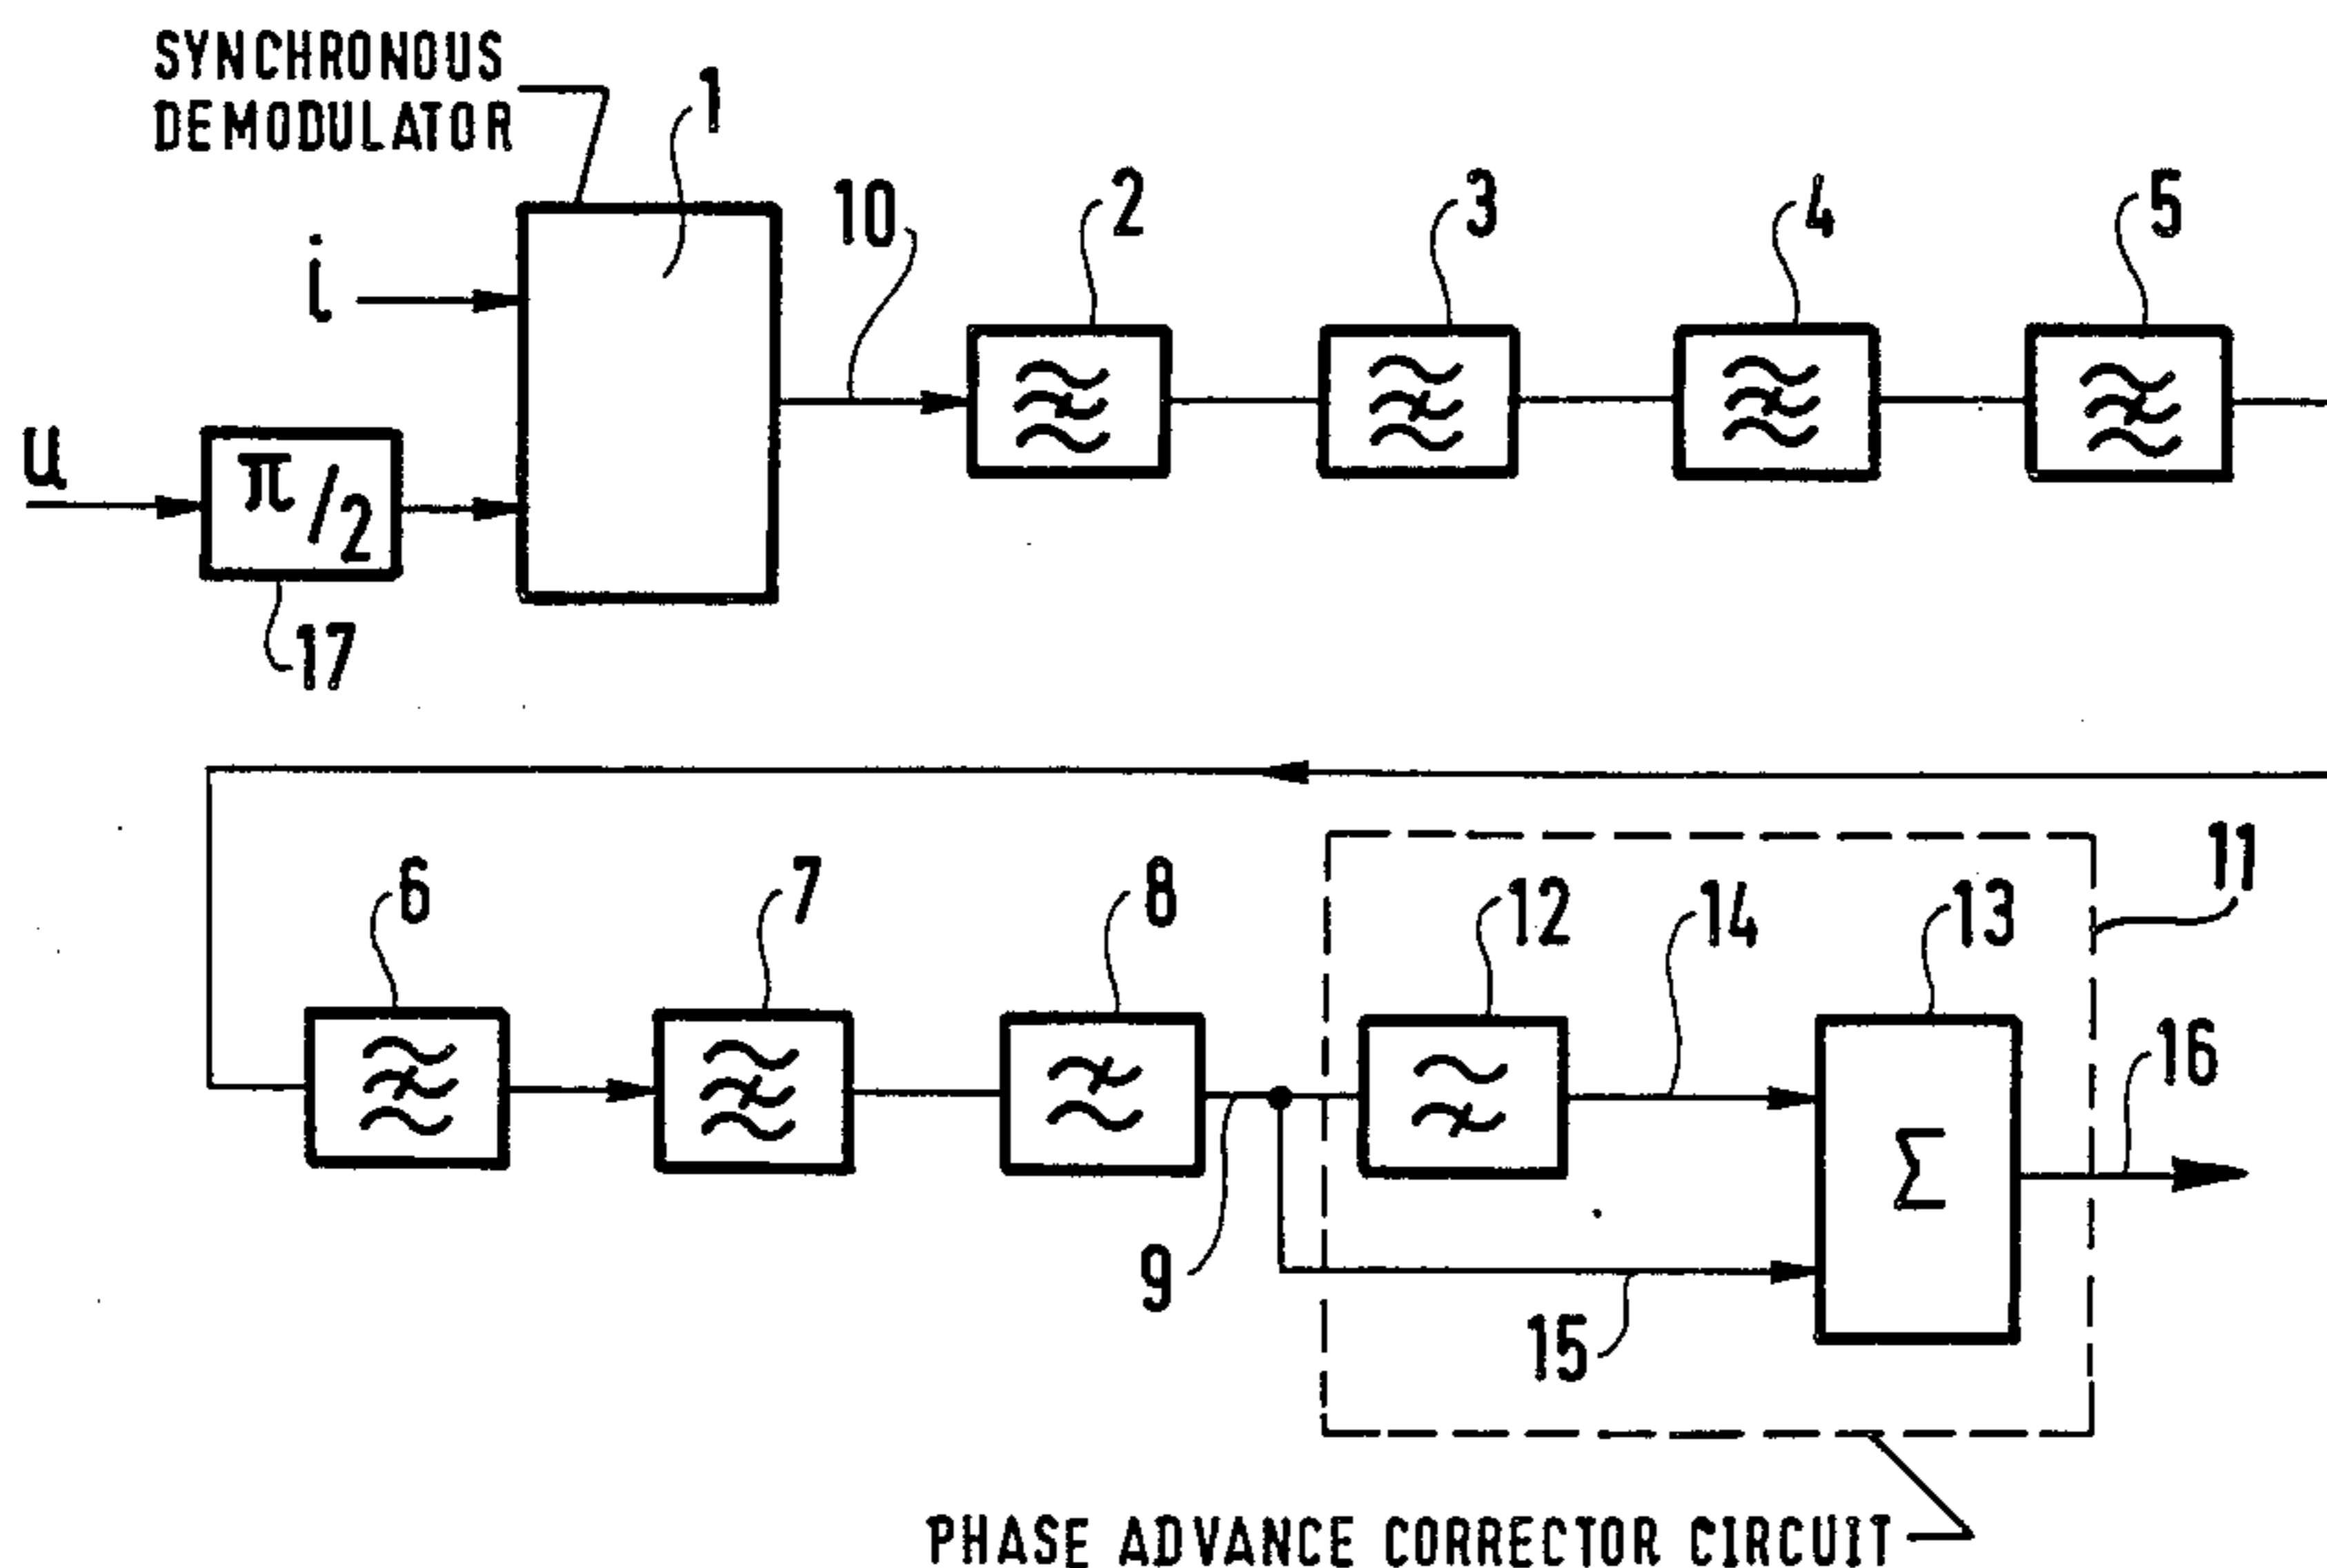 SYNCHRONOUS
DEMODULATOR
1
10
2
3
4
5
i
u
π/2
17
6
7
8
12
14
13
11
16
Σ
9
15
PHASE ADVANCE CORRECTOR CIRCUIT